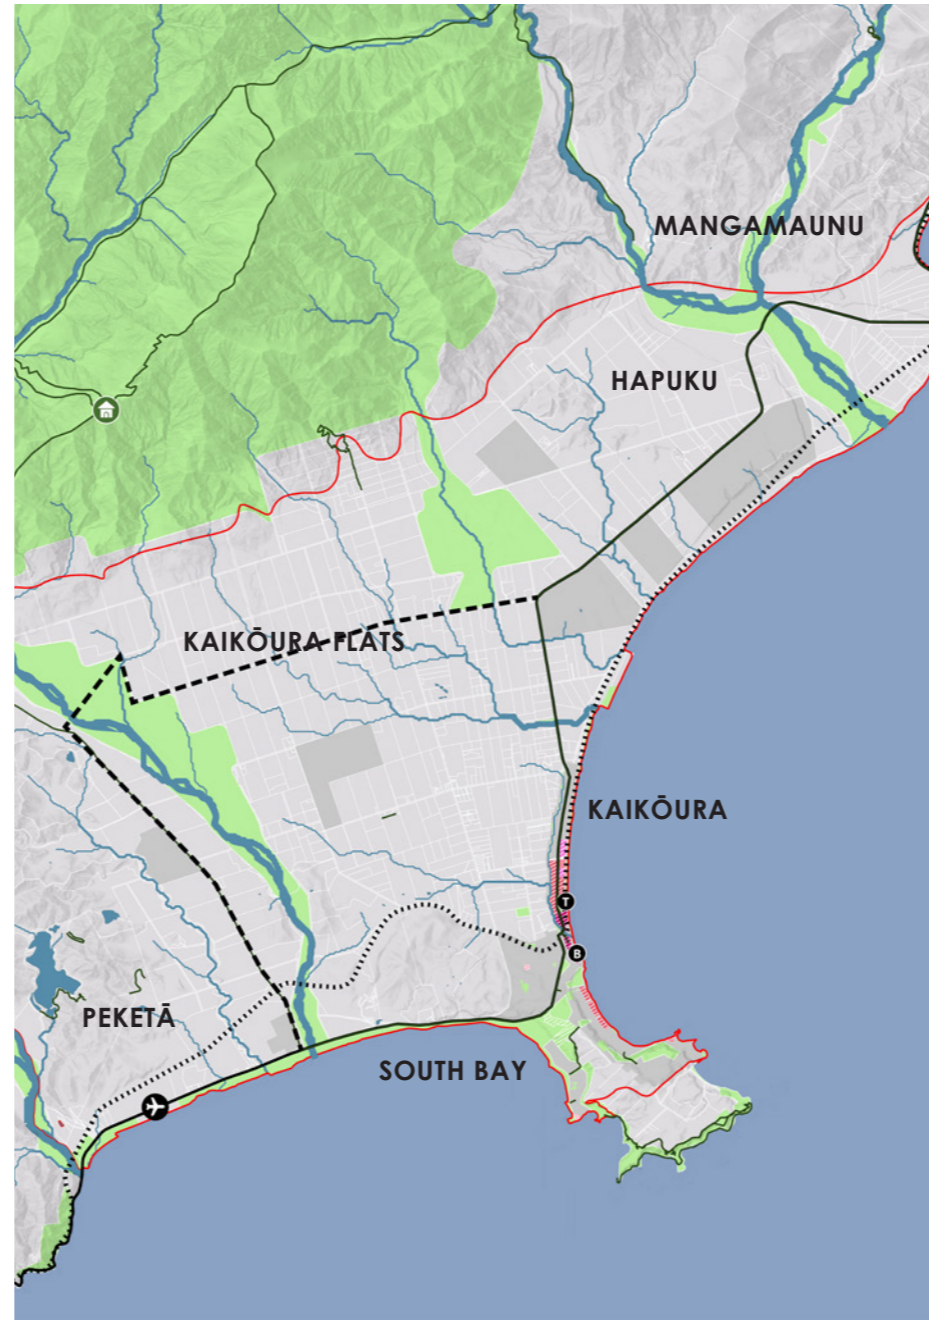 MANGAMAUNU
HAPUKU
KAIKŌURA FLATS
KAIKŌURA
T
B
PEKETĀ
SOUTH BAY